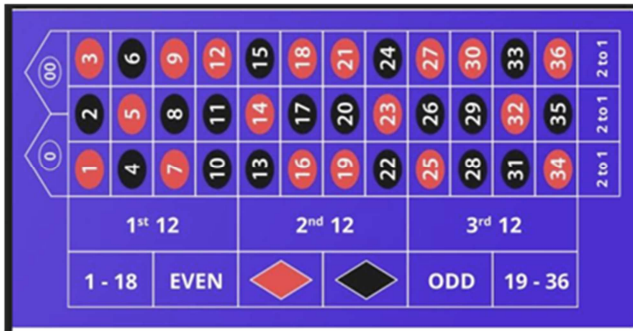 00 3 6 9 12 15 18 21 24 27 30 33 36 2 to 1
2 5 8 11 14 17 20 23 26 29 32 35 2 to 1
0 1 4 7 10 13 16 19 22 25 28 31 34 2 to 1
1st 12 2nd 12 3rd 12
1 - 18 EVEN ODD 19 - 36